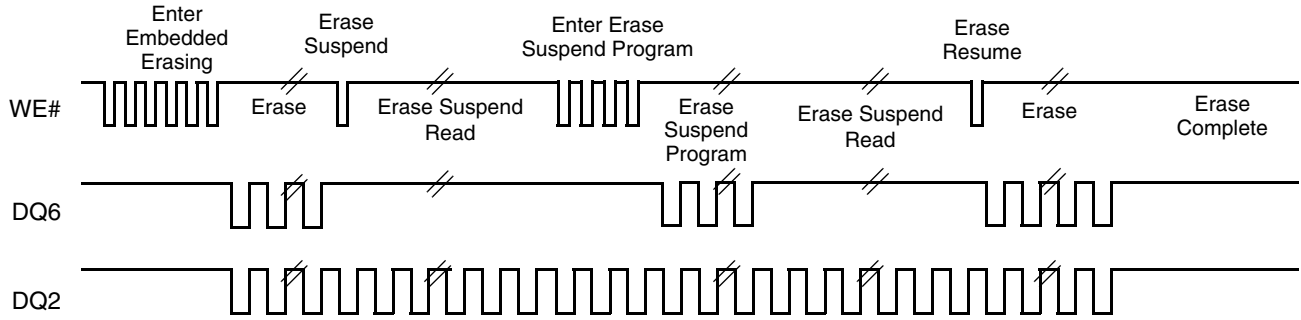 Enter
Embedded
Erasing
Erase
Suspend
Enter Erase
Suspend Program
Erase
Resume
WE#
Erase
Erase Suspend
Read
Erase
Suspend
Program
Erase Suspend
Read
Erase
Erase
Complete
DQ6
DQ2